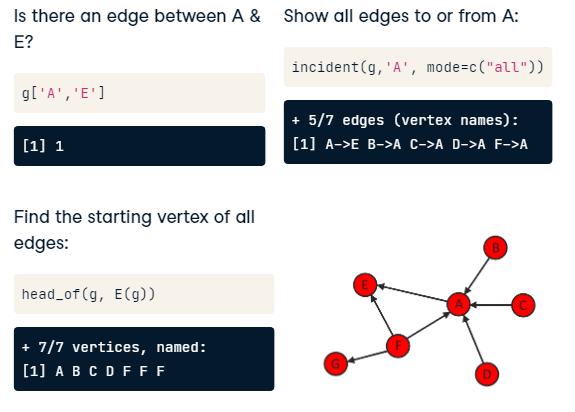 Is there an edge between A &
E?
g['A','E']
[1] 1
Show all edges to or from A:
incident(g,'A', mode=c("all"))
+ 5/7 edges (vertex names):
[1] A->E B->A C->A D->A F->A
Find the starting vertex of all
edges:
head_of(g, E(g))
+ 7/7 vertices, named:
[1] A B C D F F F
B
E
A
C
F
G
D